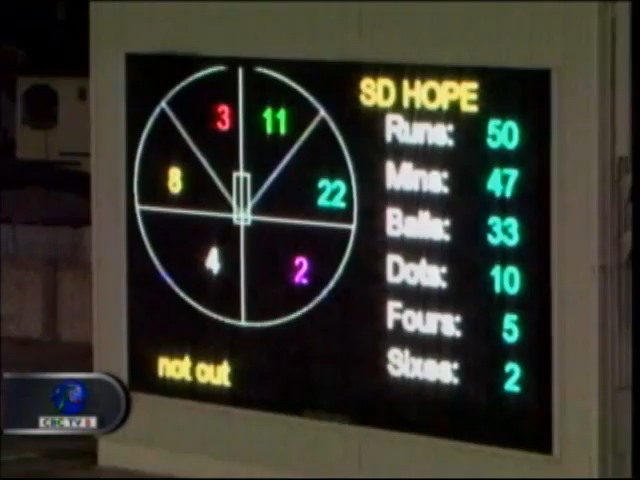 SD HOPE
Runs: 50
Mins: 47
Balls: 33
Dots: 10
Fours: 5
Sixes: 2
3 11
8 22
4 2
not out
CBC TV 8